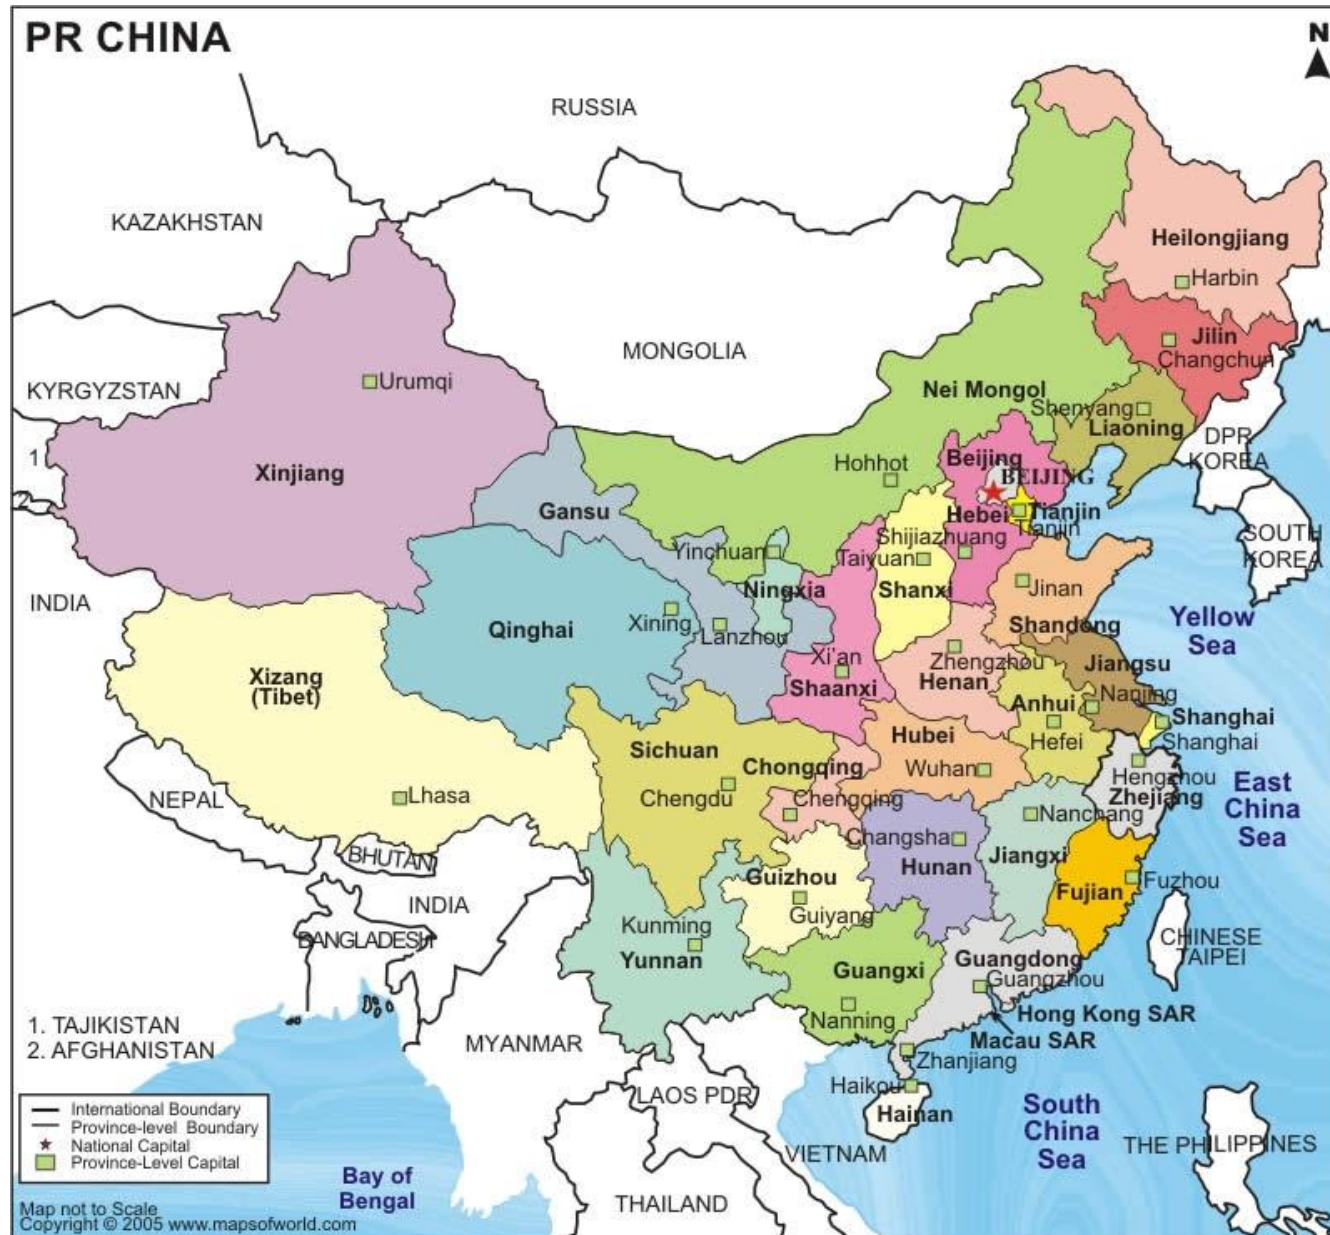 PR CHINA
N
RUSSIA
KAZAKHSTAN
Heilongjiang
Harbin
MONGOLIA
Jilin
Changchun
KYRGYZSTAN
Urumqi
Nei Mongol
Shenyang
Liaoning
DPR
KOREA
1
Xinjiang
Hohhot
Beijing
BEIJING
2
Gansu
Hebei
Tianjin
Tianjin
SOUTH
KOREA
Yinchuan
Taiyuan
Shijiazhuang
Ningxia
Shanxi
Jinan
INDIA
Qinghai
Xining
Lanzhou
Shandong
Yellow
Sea
Xizang
(Tibet)
Xi'an
Shaanxi
Zhengzhou
Henan
Jiangsu
Anhui
Nanjing
Hefei
Shanghai
Shanghai
Sichuan
Chongqing
Hubei
Wuhan
Hengzhou
Zhejiang
East
China
Sea
NEPAL
Lhasa
Chengdu
Chengqing
Nanchang
BHUTAN
Changsha
Hunan
Jiangxi
Guizhou
Guiyang
Fujian
Fuzhou
INDIA
BANGLADESH
Kunming
Yunnan
Guangxi
Guangdong
Guangzhou
CHINESE
TAIPEI
Nanning
Hong Kong SAR
Macau SAR
1. TAJIKISTAN
2. AFGHANISTAN
MYANMAR
Zhanjiang
LAOS PDR
Haikou
Hainan
South
China
Sea
VIETNAM
THE PHILIPPINES
THAILAND
Bay of
Bengal
International Boundary
Province-level Boundary
National Capital
Province-Level Capital
Map not to Scale
Copyright © 2005 www.mapsofworld.com